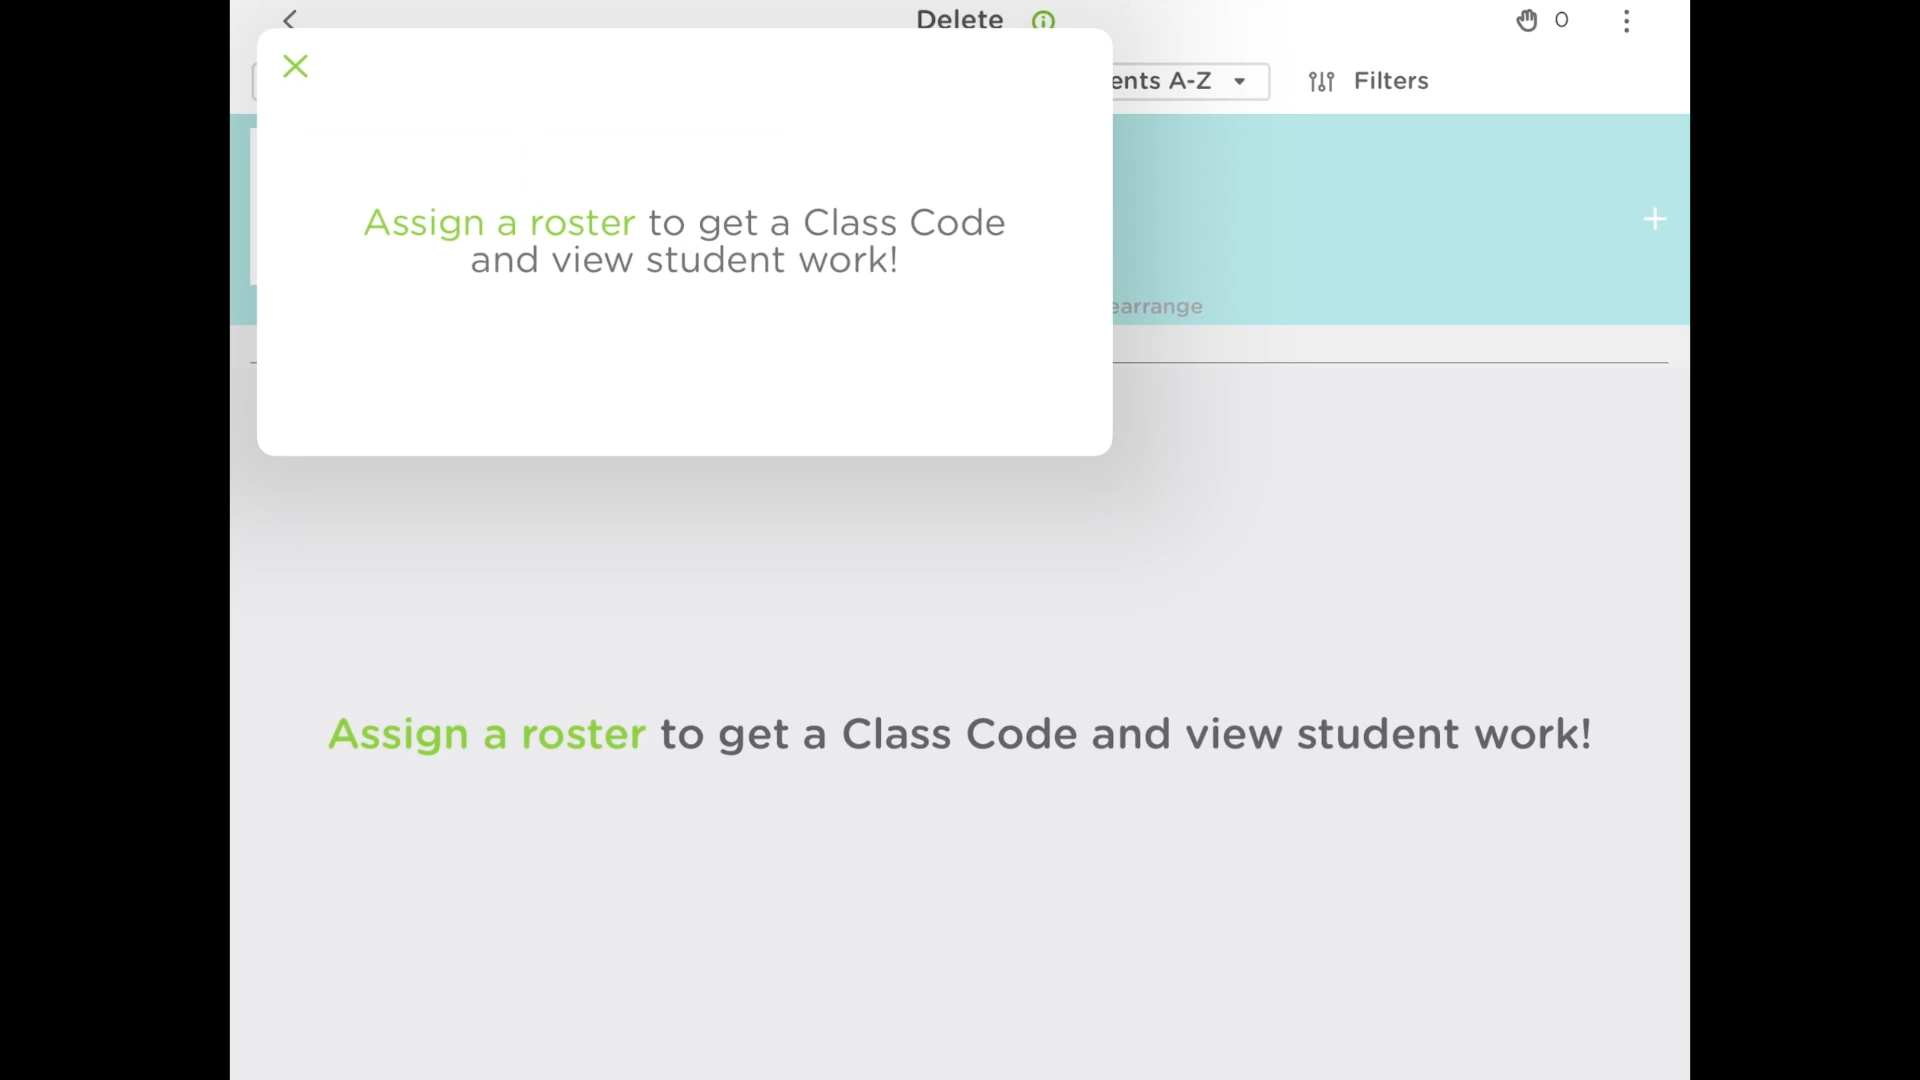 Delete
0
ents A-Z
Filters
Assign a roster to get a Class Code
and view student work!
earrange
Assign a roster to get a Class Code and view student work!